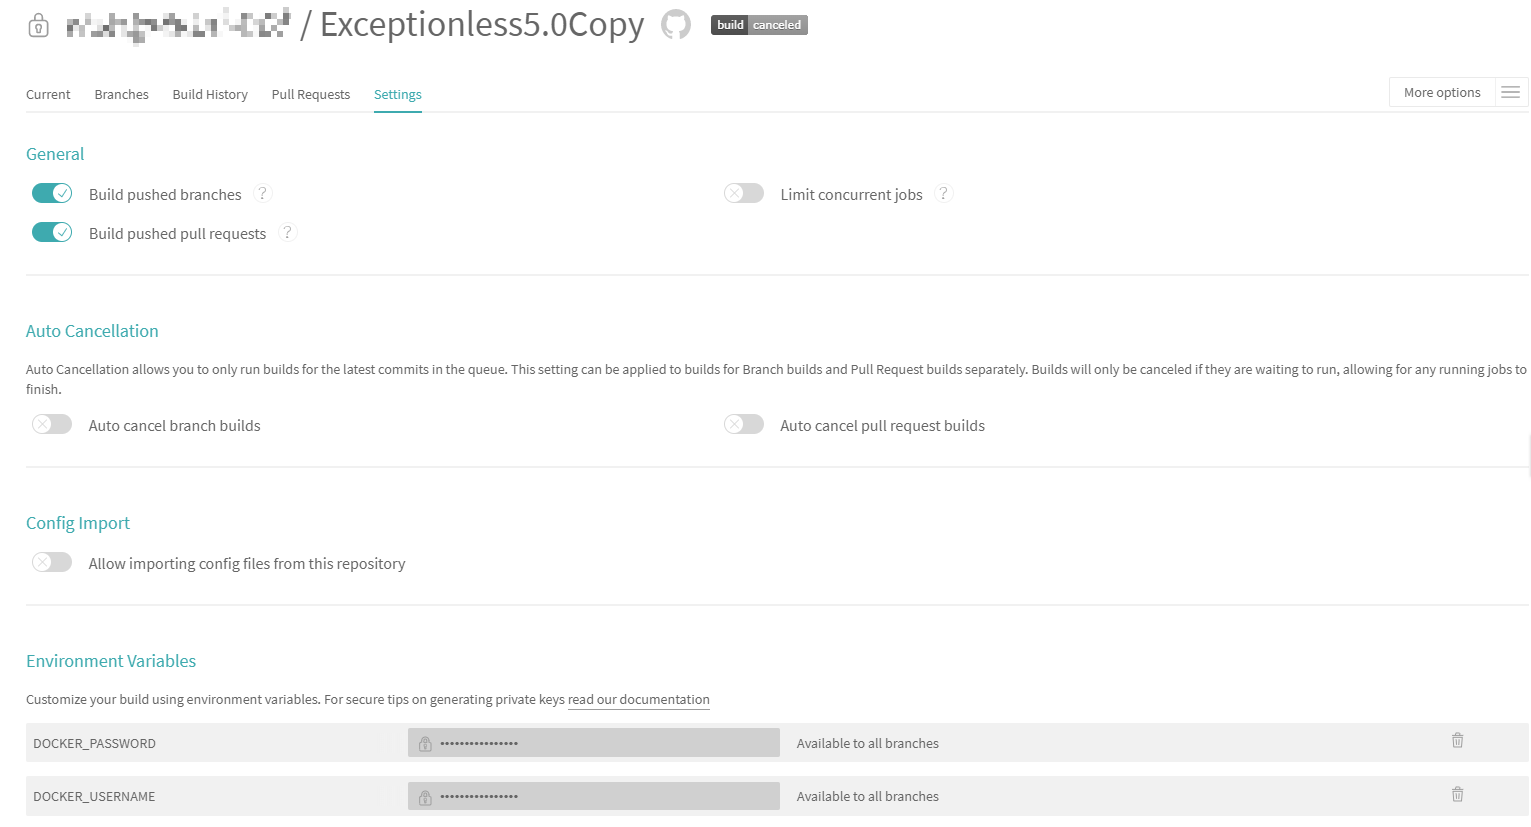 / Exceptionless5.0Copy build canceled
Current Branches Build History Pull Requests Settings More options
General
Build pushed branches ? Limit concurrent jobs ?
Build pushed pull requests ?
Auto Cancellation
Auto Cancellation allows you to only run builds for the latest commits in the queue. This setting can be applied to builds for Branch builds and Pull Request builds separately. Builds will only be canceled if they are waiting to run, allowing for any running jobs to
finish.
Auto cancel branch builds Auto cancel pull request builds
Config Import
Allow importing config files from this repository
Environment Variables
Customize your build using environment variables. For secure tips on generating private keys read our documentation
DOCKER_PASSWORD •••••••••••••••• Available to all branches
DOCKER_USERNAME •••••••••••••••• Available to all branches